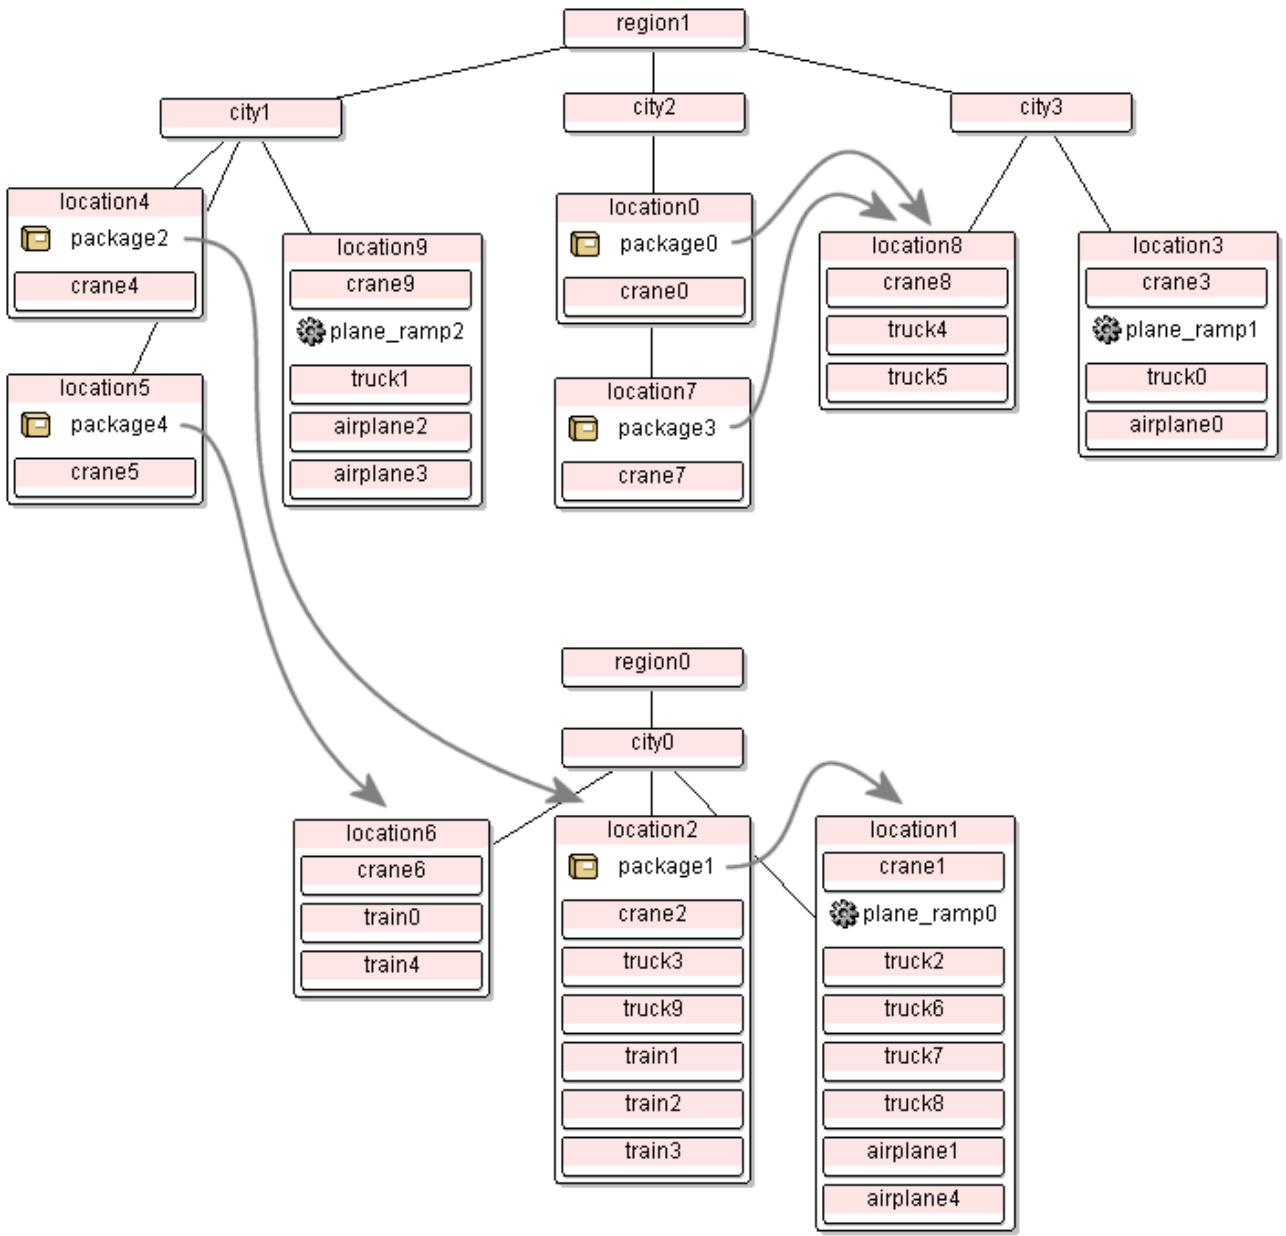 region1
city1
city2
city3
location4
package2
crane4
location5
package4
crane5
location9
crane9
plane_ramp2
truck1
airplane2
airplane3
location0
package0
crane0
location7
package3
crane7
location8
crane8
truck4
truck5
location3
crane3
plane_ramp1
truck0
airplane0
region0
city0
location6
crane6
train0
train4
location2
package1
crane2
truck3
truck9
train1
train2
train3
location1
crane1
plane_ramp0
truck2
truck6
truck7
truck8
airplane1
airplane4